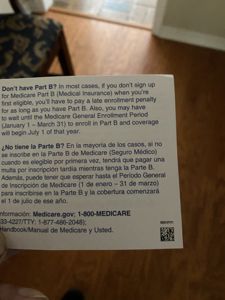 Don't have Part B? In most cases, if you don't sign up
for Medicare Part B (Medical Insurance) when you're
first eligible, you'll have to pay a late enrollment penalty
for as long as you have Part B. Also, you may have
to wait until the Medicare General Enrollment Period
(January 1 – March 31) to enroll in Part B and coverage
will begin July 1 of that year.
¿No tiene la Parte B? En la mayoría de los casos, si no
se inscribe en la Parte B de Medicare (Seguro Médico)
cuando es elegible por primera vez, tendrá que pagar una
multa por inscripción tardía mientras tenga la Parte B.
Además, puede tener que esperar hasta el Período General
de Inscripción de Medicare (1 de enero – 31 de marzo)
para inscribirse en la Parte B y la cobertura comenzará
el 1 de julio de ese año.
nformación: Medicare.gov; 1-800-MEDICARE
33-4227/TTY: 1-877-486-2048);
Handbook/Manual de Medicare y Usted.